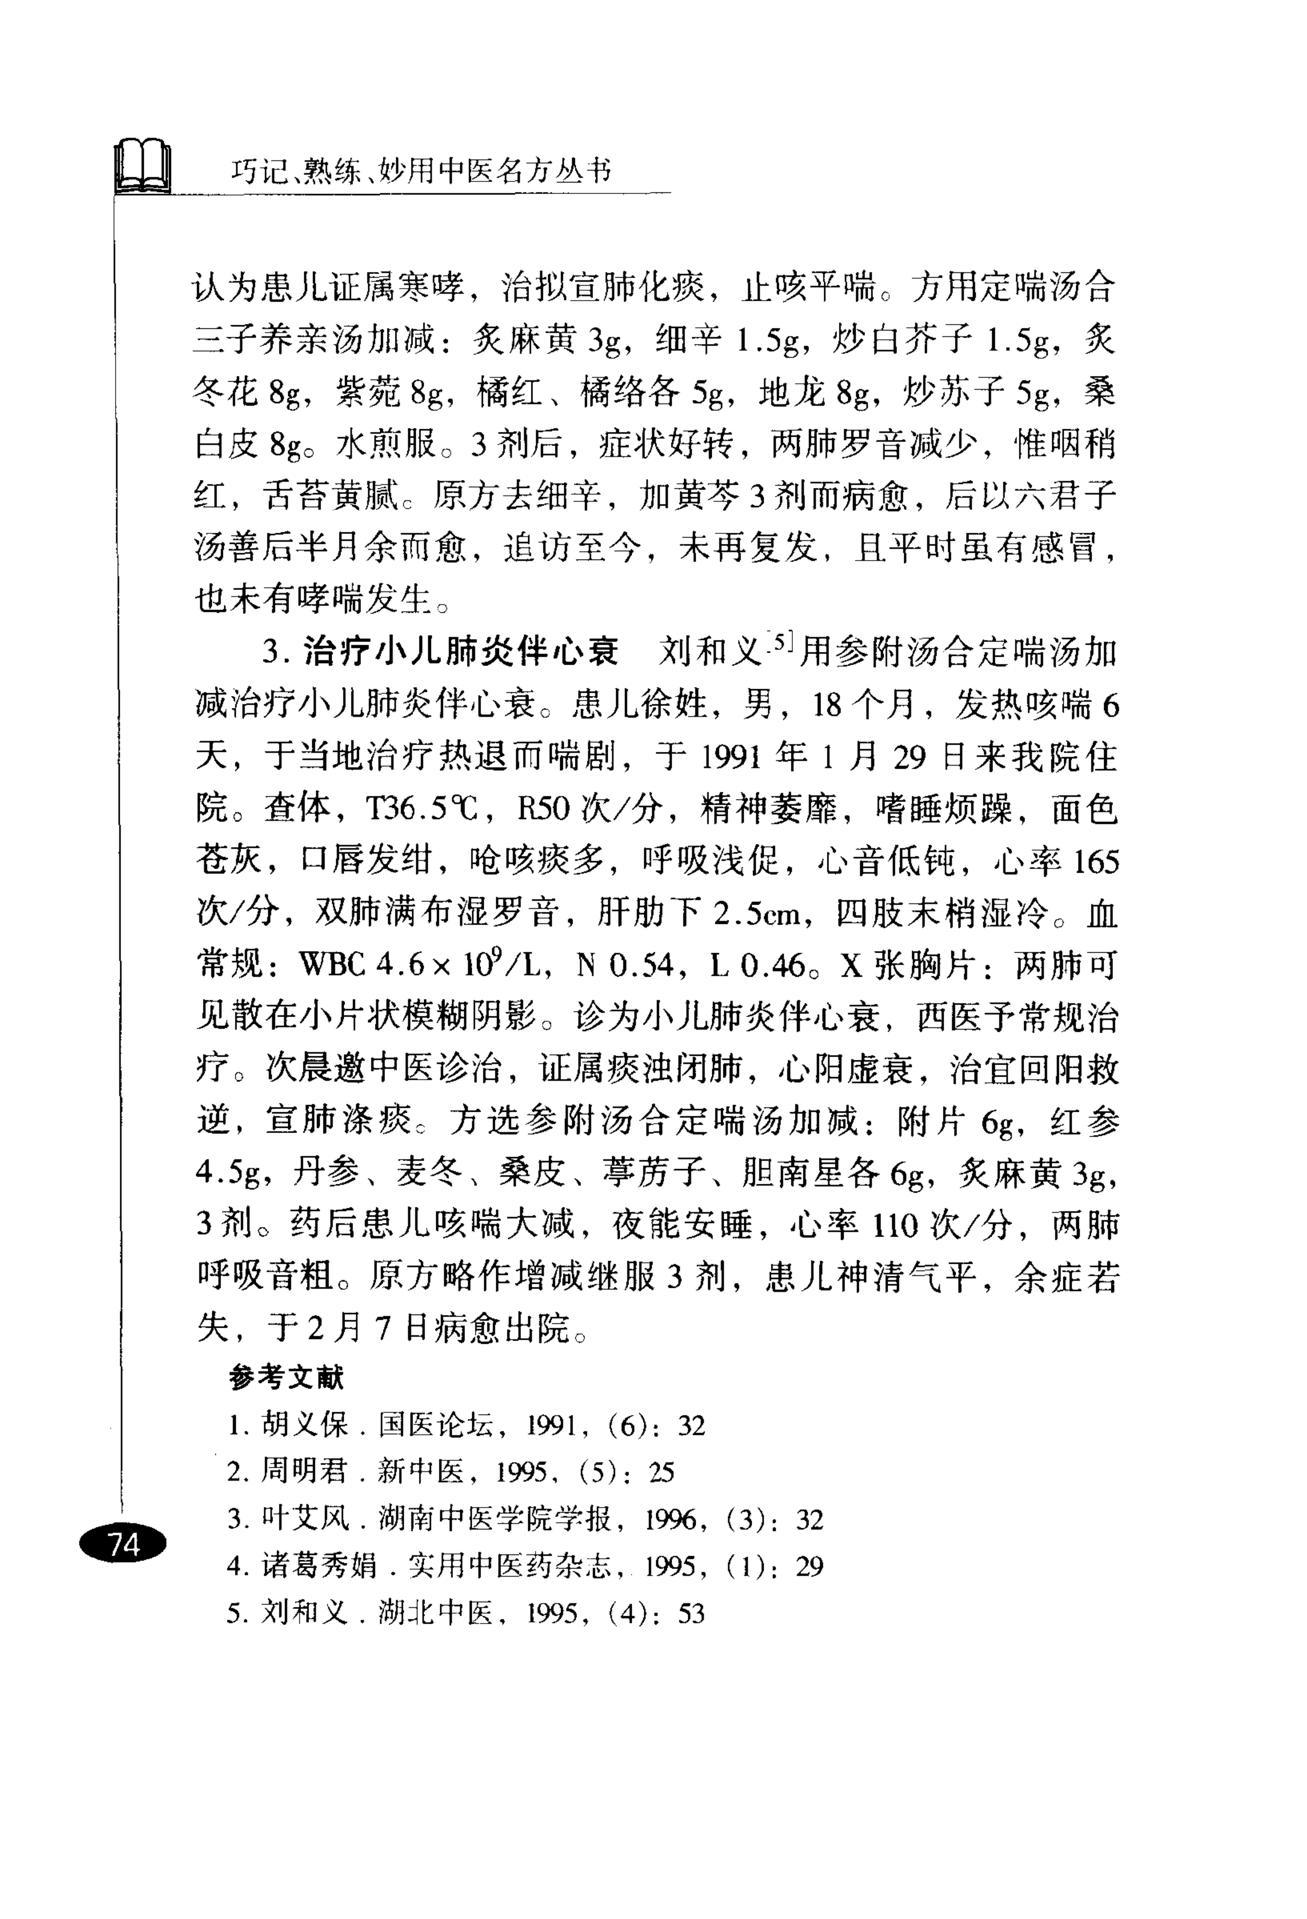 巧记、熟练、妙用中医名方丛书
认为患儿证属寒哮，治拟宣肺化痰，止咳平喘。方用定喘汤合
三子养亲汤加减：炙麻黄 3g，细辛 1.5g，炒白芥子 1.5g，炙
冬花 8g，紫菀 8g，橘红、橘络各 5g，地龙 8g，炒苏子 5g，桑
白皮 8g。水煎服。3 剂后，症状好转，两肺罗音减少，惟咽稍
红，舌苔黄腻。原方去细辛，加黄芩 3 剂而病愈，后以六君子
汤善后半月余而愈，追访至今，未再复发，且平时虽有感冒，
也未有哮喘发生。
3. 治疗小儿肺炎伴心衰　刘和义[5]用参附汤合定喘汤加
减治疗小儿肺炎伴心衰。患儿徐姓，男，18 个月，发热咳喘 6
天，于当地治疗热退而喘剧，于 1991 年 1 月 29 日来我院住
院。查体，T36.5℃，R50 次/分，精神萎靡，嗜睡烦躁，面色
苍灰，口唇发绀，呛咳痰多，呼吸浅促，心音低钝，心率 165
次/分，双肺满布湿罗音，肝肋下 2.5cm，四肢末梢湿冷。血
常规：WBC 4.6×10⁹/L，N 0.54，L 0.46。X 张胸片：两肺可
见散在小片状模糊阴影。诊为小儿肺炎伴心衰，西医予常规治
疗。次晨邀中医诊治，证属痰浊闭肺，心阳虚衰，治宜回阳救
逆，宣肺涤痰。方选参附汤合定喘汤加减：附片 6g，红参
4.5g，丹参、麦冬、桑皮、葶苈子、胆南星各 6g，炙麻黄 3g，
3 剂。药后患儿咳喘大减，夜能安睡，心率 110 次/分，两肺
呼吸音粗。原方略作增减继服 3 剂，患儿神清气平，余症若
失，于 2 月 7 日病愈出院。
参考文献
1. 胡义保．国医论坛，1991，(6)：32
2. 周明君．新中医，1995，(5)：25
3. 叶艾风．湖南中医学院学报，1996，(3)：32
4. 诸葛秀娟．实用中医药杂志，1995，(1)：29
5. 刘和义．湖北中医，1995，(4)：53
74